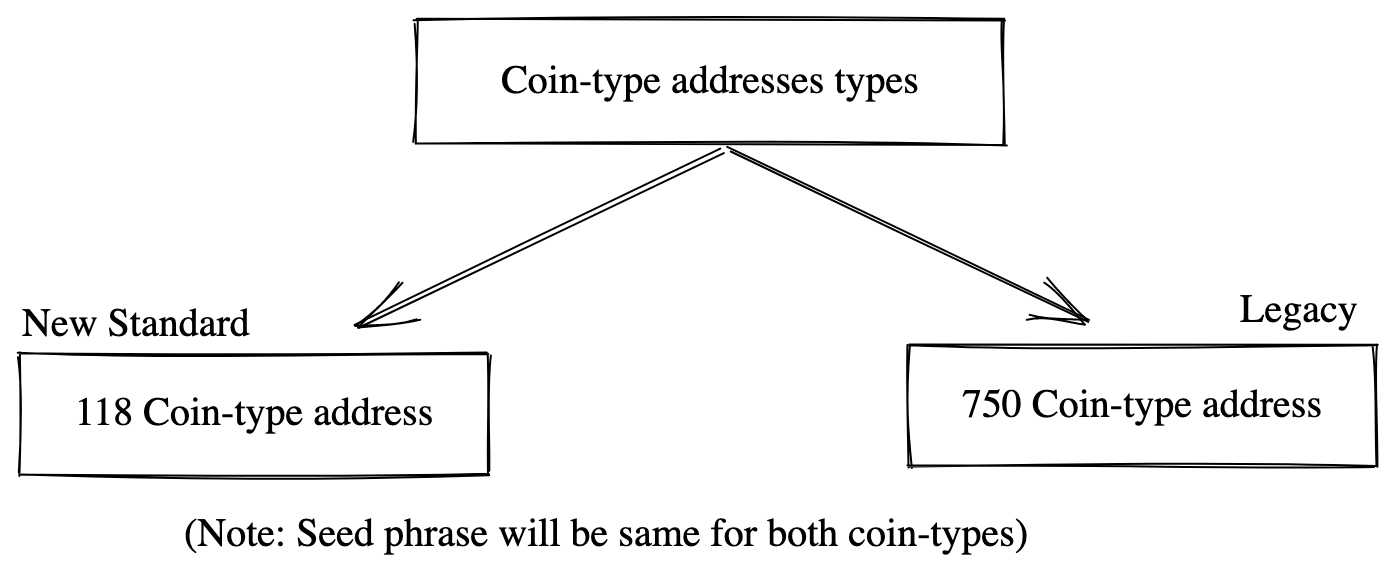 Coin-type addresses types
New Standard
Legacy
118 Coin-type address
750 Coin-type address
(Note: Seed phrase will be same for both coin-types)